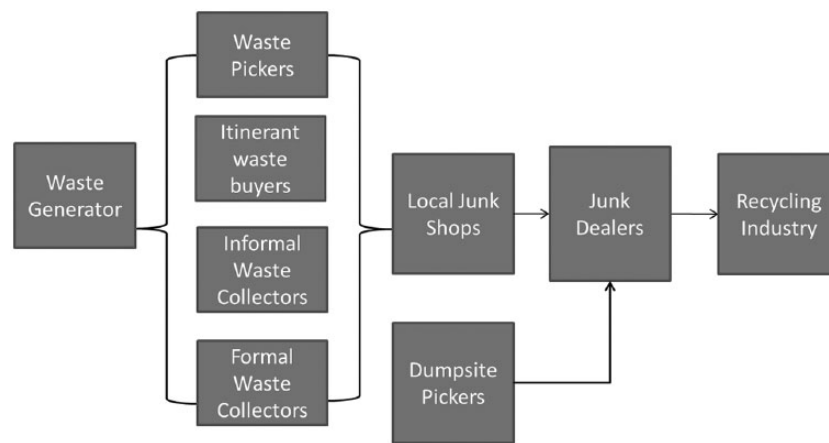 Waste
Pickers
Itinerant
waste
buyers
Waste
Generator
Informal
Waste
Collectors
Formal
Waste
Collectors
Local Junk
Shops
Dumpsite
Pickers
Junk
Dealers
Recycling
Industry